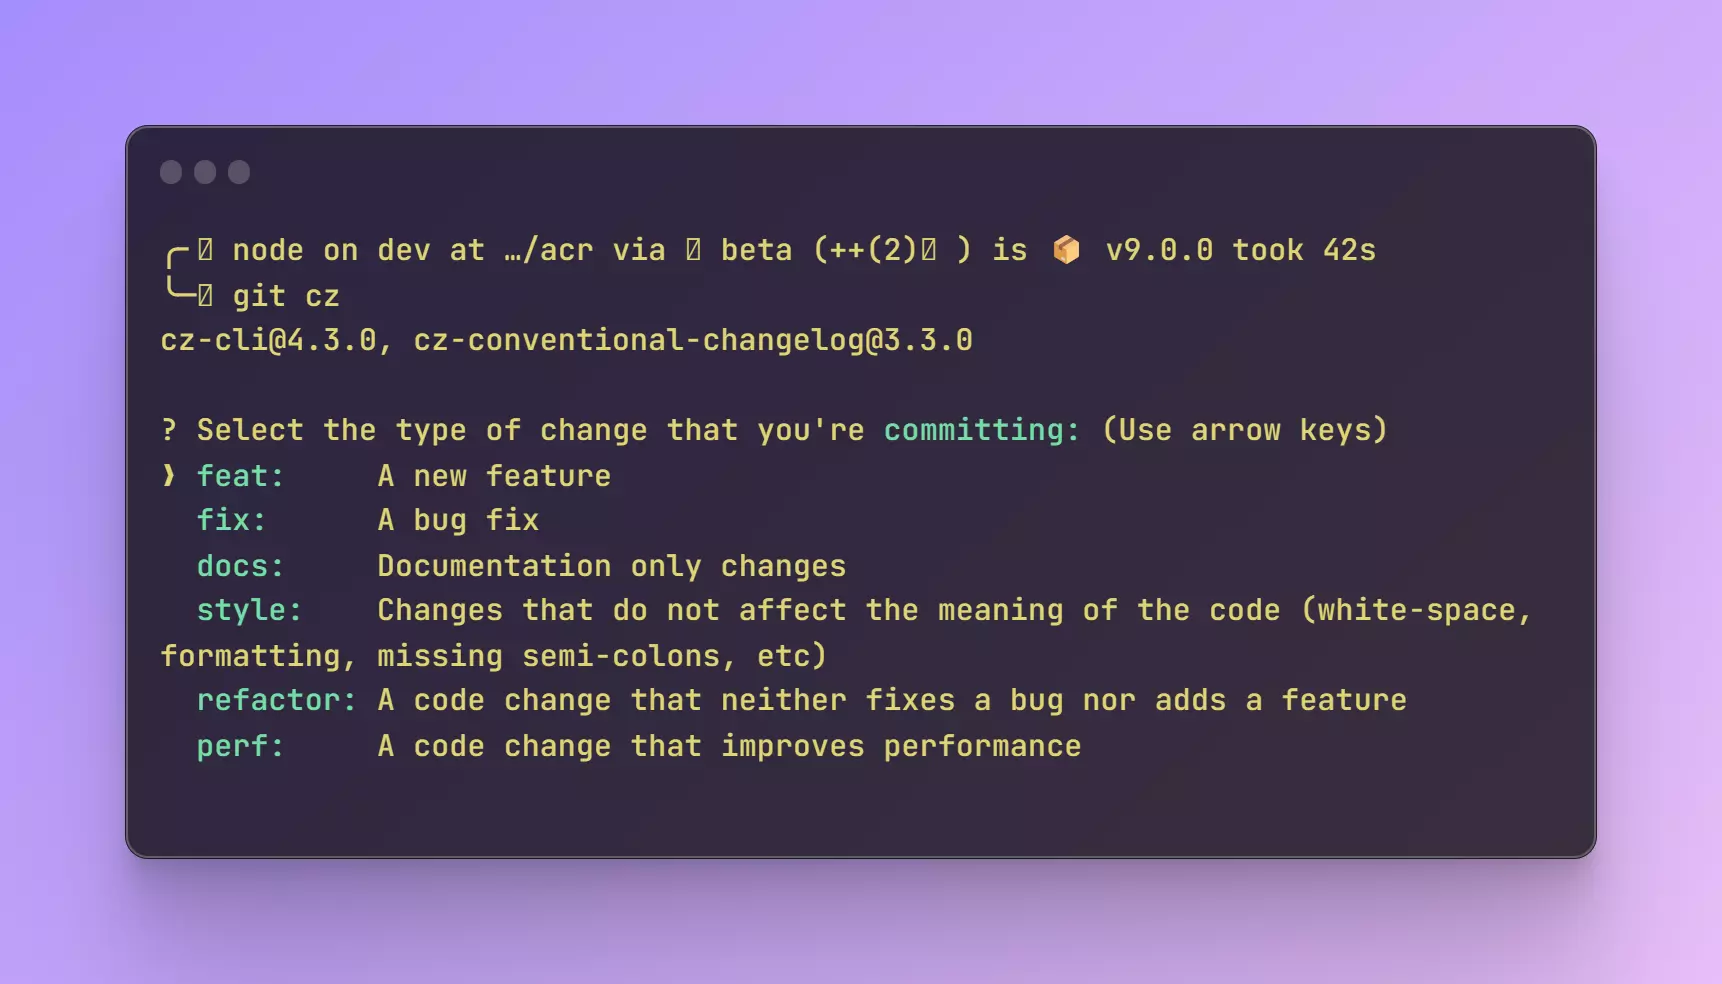 ╭─ node on dev at …/acr via beta (++(2) ) is 📦 v9.0.0 took 42s
╰─ git cz
cz-cli@4.3.0, cz-conventional-changelog@3.3.0
? Select the type of change that you're committing: (Use arrow keys)
❯ feat:     A new feature
  fix:      A bug fix
  docs:     Documentation only changes
  style:    Changes that do not affect the meaning of the code (white-space,
formatting, missing semi-colons, etc)
  refactor: A code change that neither fixes a bug nor adds a feature
  perf:     A code change that improves performance